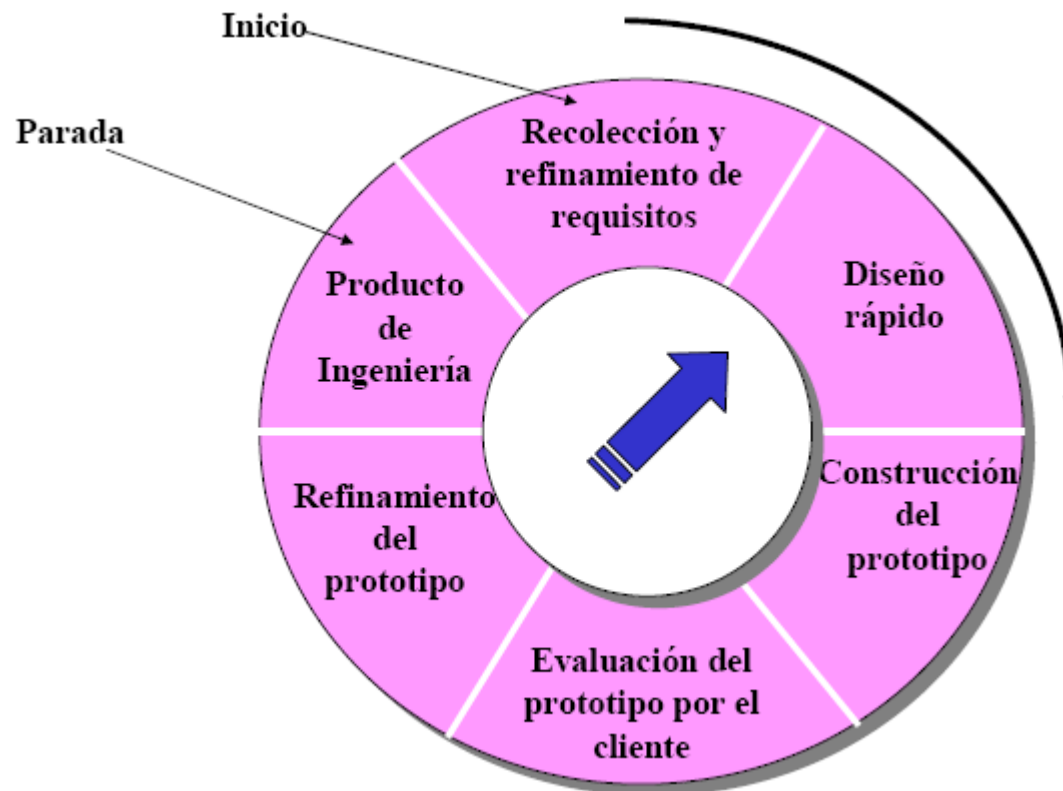 Inicio
Parada
Recolección y
refinamiento de
requisitos
Diseño
rápido
Construcción
del
prototipo
Evaluación del
prototipo por el
cliente
Refinamiento
del
prototipo
Producto
de
Ingeniería